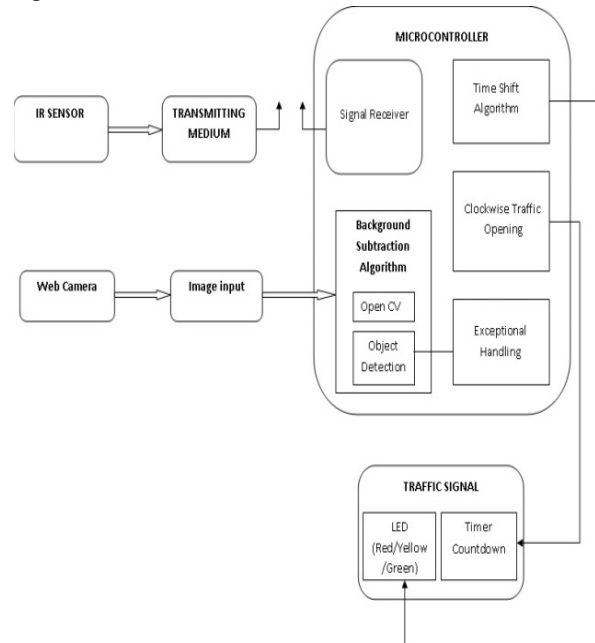 MICROCONTROLLER
IR SENSOR
TRANSMITTING
MEDIUM
Signal Receiver
Time Shift
Algorithm
Clockwise Traffic
Opening
Background
Subtraction
Algorithm
Web Camera
Image input
Open CV
Object
Detection
Exceptional
Handling
TRAFFIC SIGNAL
LED
(Red/Yellow
/Green)
Timer
Countdown